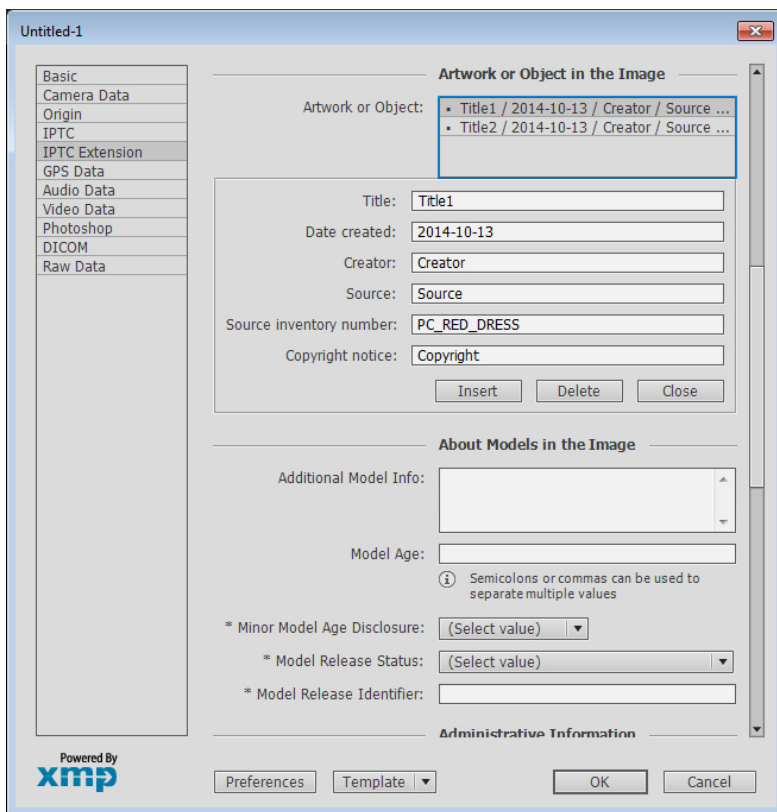 Untitled-1
Basic
Camera Data
Origin
IPTC
IPTC Extension
GPS Data
Audio Data
Video Data
Photoshop
DICOM
Raw Data
Artwork or Object in the Image
Artwork or Object:
▪ Title1 / 2014-10-13 / Creator / Source ...
▪ Title2 / 2014-10-13 / Creator / Source ...
Title: Title1
Date created: 2014-10-13
Creator: Creator
Source: Source
Source inventory number: PC_RED_DRESS
Copyright notice: Copyright
Insert Delete Close
About Models in the Image
Additional Model Info:
Model Age:
Semicolons or commas can be used to
separate multiple values
* Minor Model Age Disclosure: (Select value)
* Model Release Status: (Select value)
* Model Release Identifier:
Administrative Information
Powered By
xmp
Preferences Template OK Cancel